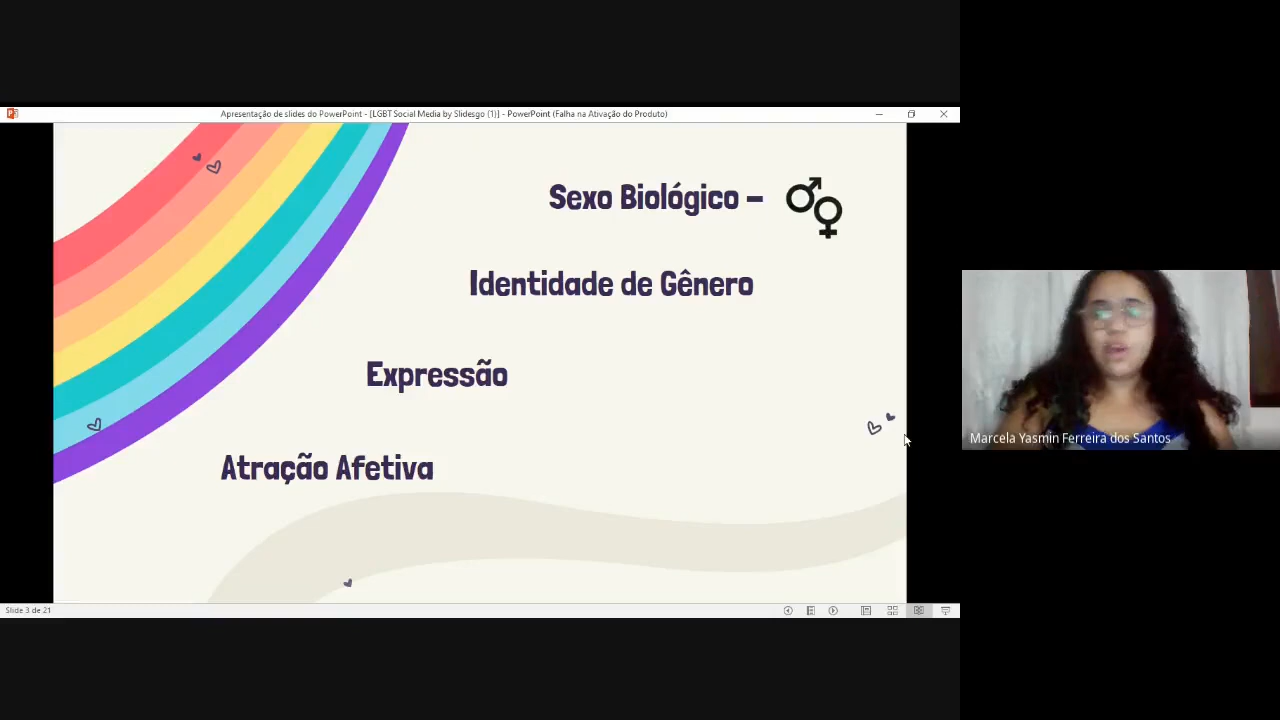 Apresentação de slides do PowerPoint - [LGBT Social Media by Slidesgo (1)] - PowerPoint (Falha na Ativação do Produto)
Sexo Biológico -
Identidade de Gênero
Expressão
Atração Afetiva
Marcela Yasmin Ferreira dos Santos
Slide 3 de 21